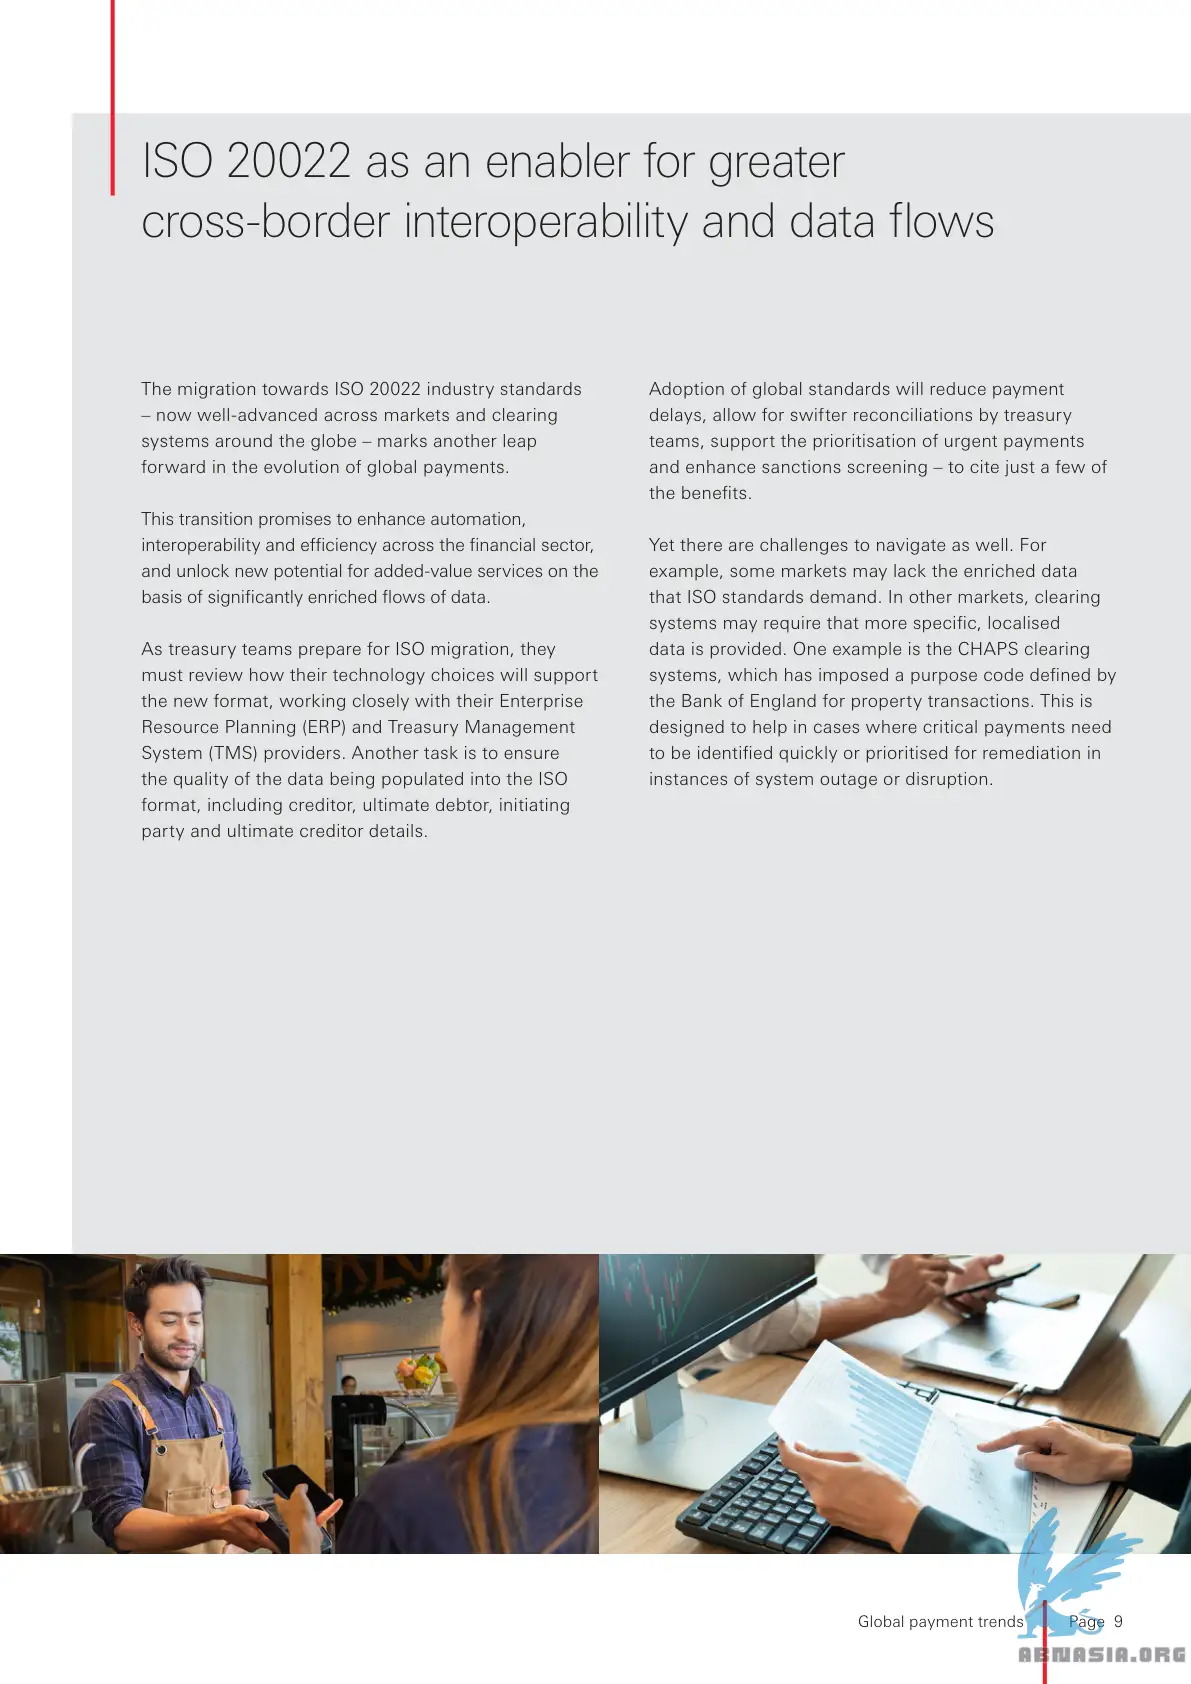 ISO 20022 as an enabler for greater
cross-border interoperability and data flows
The migration towards ISO 20022 industry standards
– now well-advanced across markets and clearing
systems around the globe – marks another leap
forward in the evolution of global payments.
This transition promises to enhance automation,
interoperability and efficiency across the financial sector,
and unlock new potential for added-value services on the
basis of significantly enriched flows of data.
As treasury teams prepare for ISO migration, they
must review how their technology choices will support
the new format, working closely with their Enterprise
Resource Planning (ERP) and Treasury Management
System (TMS) providers. Another task is to ensure
the quality of the data being populated into the ISO
format, including creditor, ultimate debtor, initiating
party and ultimate creditor details.
Adoption of global standards will reduce payment
delays, allow for swifter reconciliations by treasury
teams, support the prioritisation of urgent payments
and enhance sanctions screening – to cite just a few of
the benefits.
Yet there are challenges to navigate as well. For
example, some markets may lack the enriched data
that ISO standards demand. In other markets, clearing
systems may require that more specific, localised
data is provided. One example is the CHAPS clearing
systems, which has imposed a purpose code defined by
the Bank of England for property transactions. This is
designed to help in cases where critical payments need
to be identified quickly or prioritised for remediation in
instances of system outage or disruption.
Global payment trends
Page 9
ABNASIA.ORG